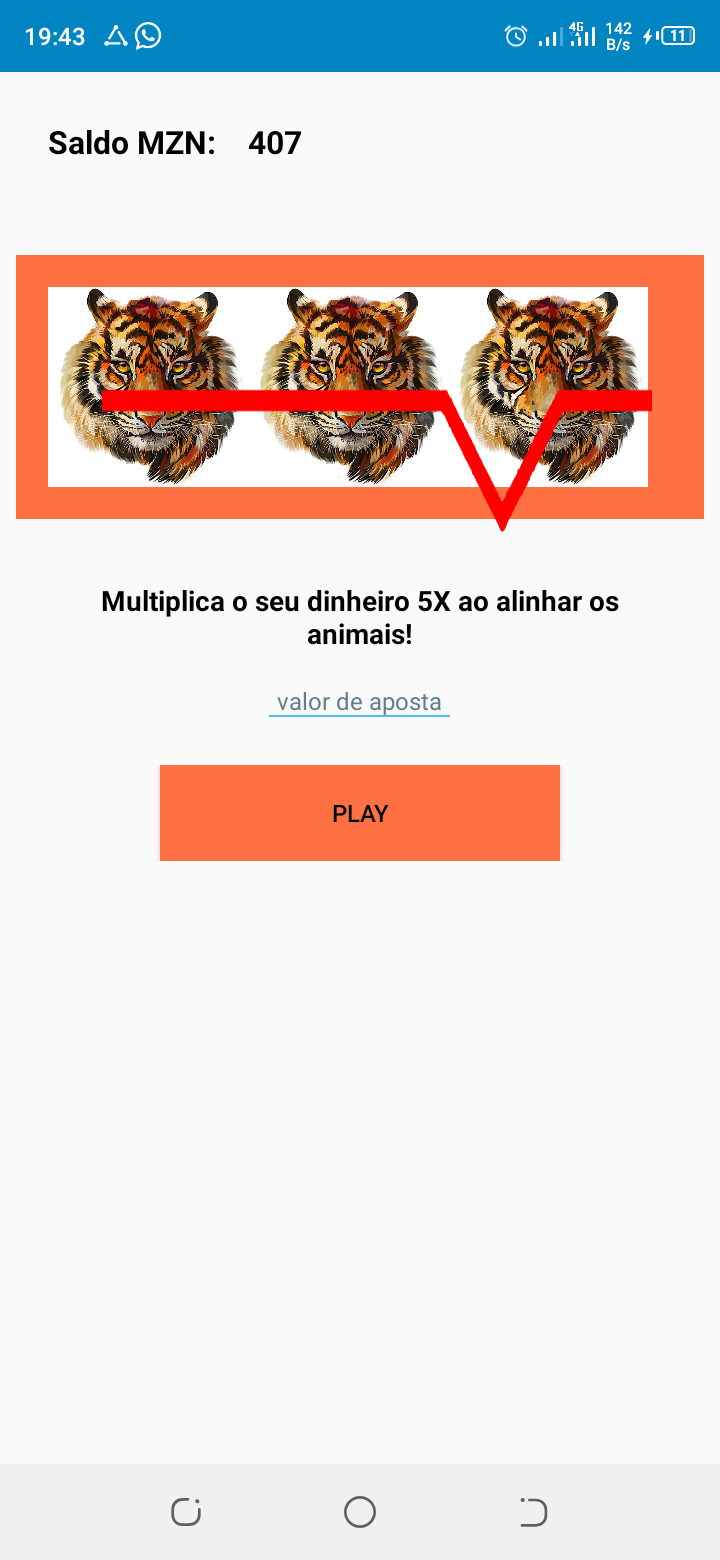 19:43 4G 142 B/s 11
Saldo MZN: 407
Multiplica o seu dinheiro 5X ao alinhar os
animais!
valor de aposta
PLAY